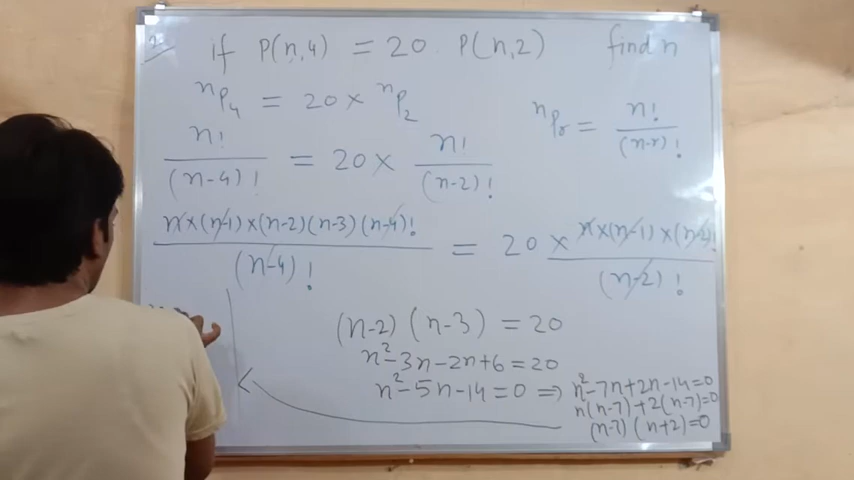 2. If P(n,4) = 20 P(n,2) find n
ⁿP₄ = 20 × ⁿP₂
ⁿPᵣ = n! / (n-r)!
n! / (n-4)! = 20 × n! / (n-2)!
n×(n-1)×(n-2)(n-3)(n-4)! / (n-4)! = 20 × n×(n-1)×(n-2)! / (n-2)!
(n-2)(n-3) = 20
n²-3n-2n+6=20
n²-5n-14=0 ⇒ n²-7n+2n-14=0
n(n-7)+2(n-7)=0
(n-7)(n+2)=0